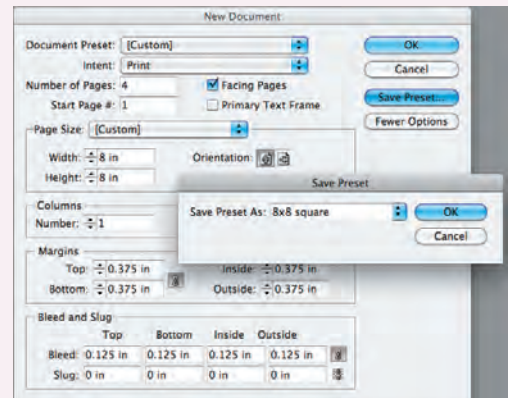 New Document
Document Preset: [Custom] OK
Intent: Print Cancel
Number of Pages: 4 Facing Pages Save Preset...
Start Page #: 1 Primary Text Frame Fewer Options
Page Size: [Custom]
Width: 8 in Orientation:
Height: 8 in
Save Preset
Columns
Save Preset As: 8x8 square OK
Number: 1
Cancel
Margins
Top: 0.375 in Inside: 0.375 in
Bottom: 0.375 in Outside: 0.375 in
Bleed and Slug
Top Bottom Inside Outside
Bleed: 0.125 in 0.125 in 0.125 in 0.125 in
Slug: 0 in 0 in 0 in 0 in